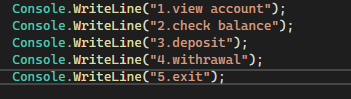 Console.WriteLine("1.view account");
Console.WriteLine("2.check balance");
Console.WriteLine("3.deposit");
Console.WriteLine("4.withrawal");
Console.WriteLine("5.exit");